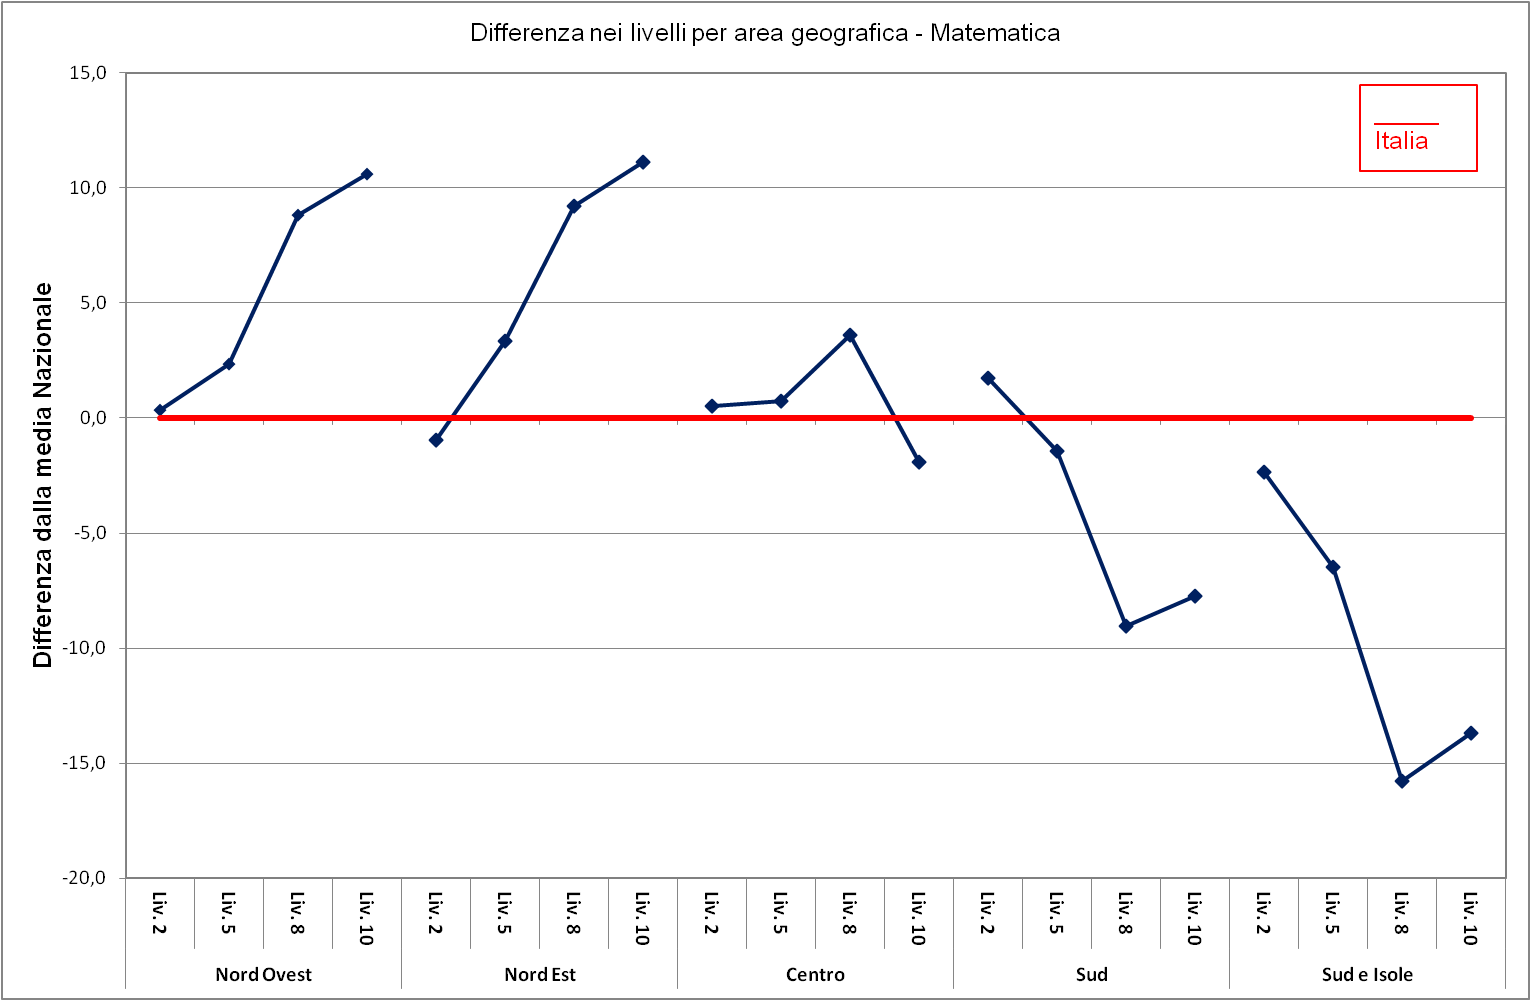 Differenza nei livelli per area geografica - Matematica
Italia
Differenza dalla media Nazionale
15,0
10,0
5,0
0,0
-5,0
-10,0
-15,0
-20,0
Liv. 2 Liv. 5 Liv. 8 Liv. 10 Liv. 2 Liv. 5 Liv. 8 Liv. 10 Liv. 2 Liv. 5 Liv. 8 Liv. 10 Liv. 2 Liv. 5 Liv. 8 Liv. 10 Liv. 2 Liv. 5 Liv. 8 Liv. 10
Nord Ovest Nord Est Centro Sud Sud e Isole